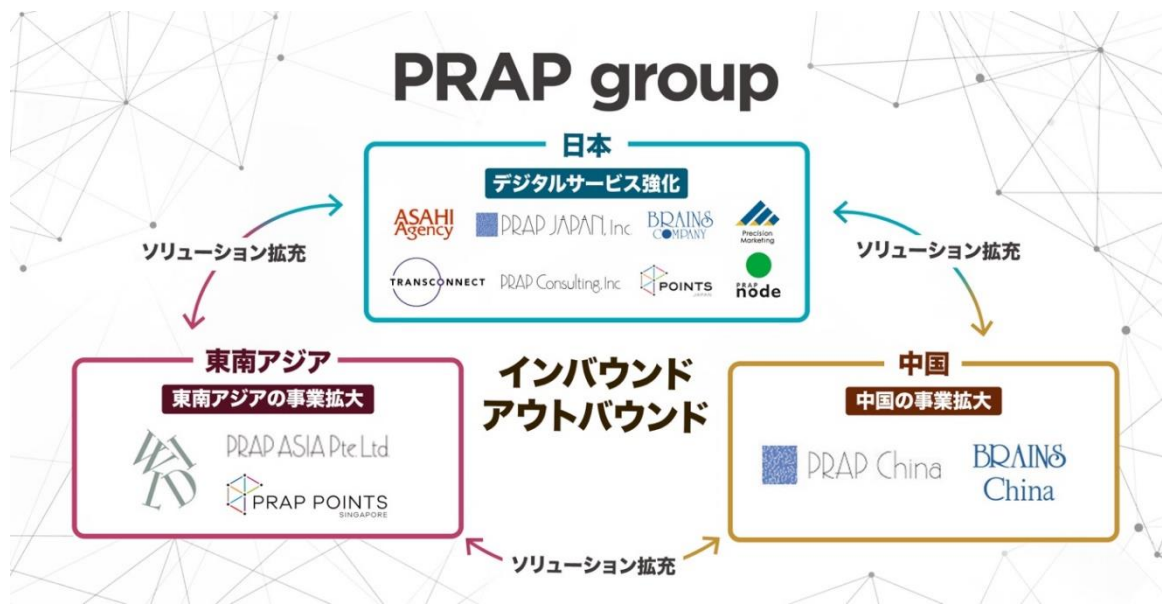 PRAP group
日本
デジタルサービス強化
ASAHI
Agency
PRAP JAPAN, Inc
BRAINS
COMPANY
Precision
Marketing
TRANSCONNECT
PRAP Consulting, Inc
POINTS
JAPAN
PRAP
node
ソリューション拡充
ソリューション拡充
東南アジア
東南アジアの事業拡大
WILD
PRAP ASIA Pte Ltd
PRAP POINTS
SINGAPORE
インバウンド
アウトバウンド
中国
中国の事業拡大
PRAP China
BRAINS
China
ソリューション拡充